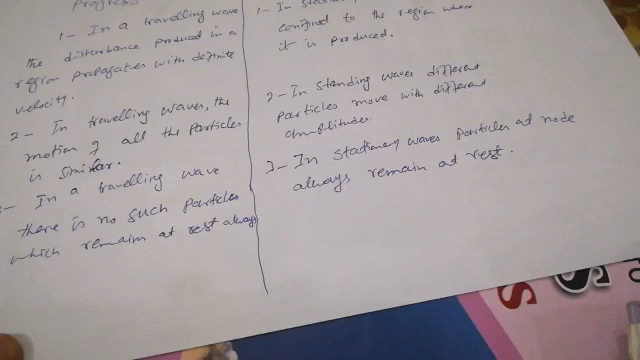 Progress
1- In a travelling wave
the disturbance produced in a
region propagates with definite
velocity.
2- In travelling waves, the
motion of all the particles
is similar.
In a travelling wave
there is no such particles
which remain at rest always
1- In
confined to the region where
it is produced.
2- In standing waves different
particles move with different
amplitudes
3- In stationary waves particles at node
always remain at rest.